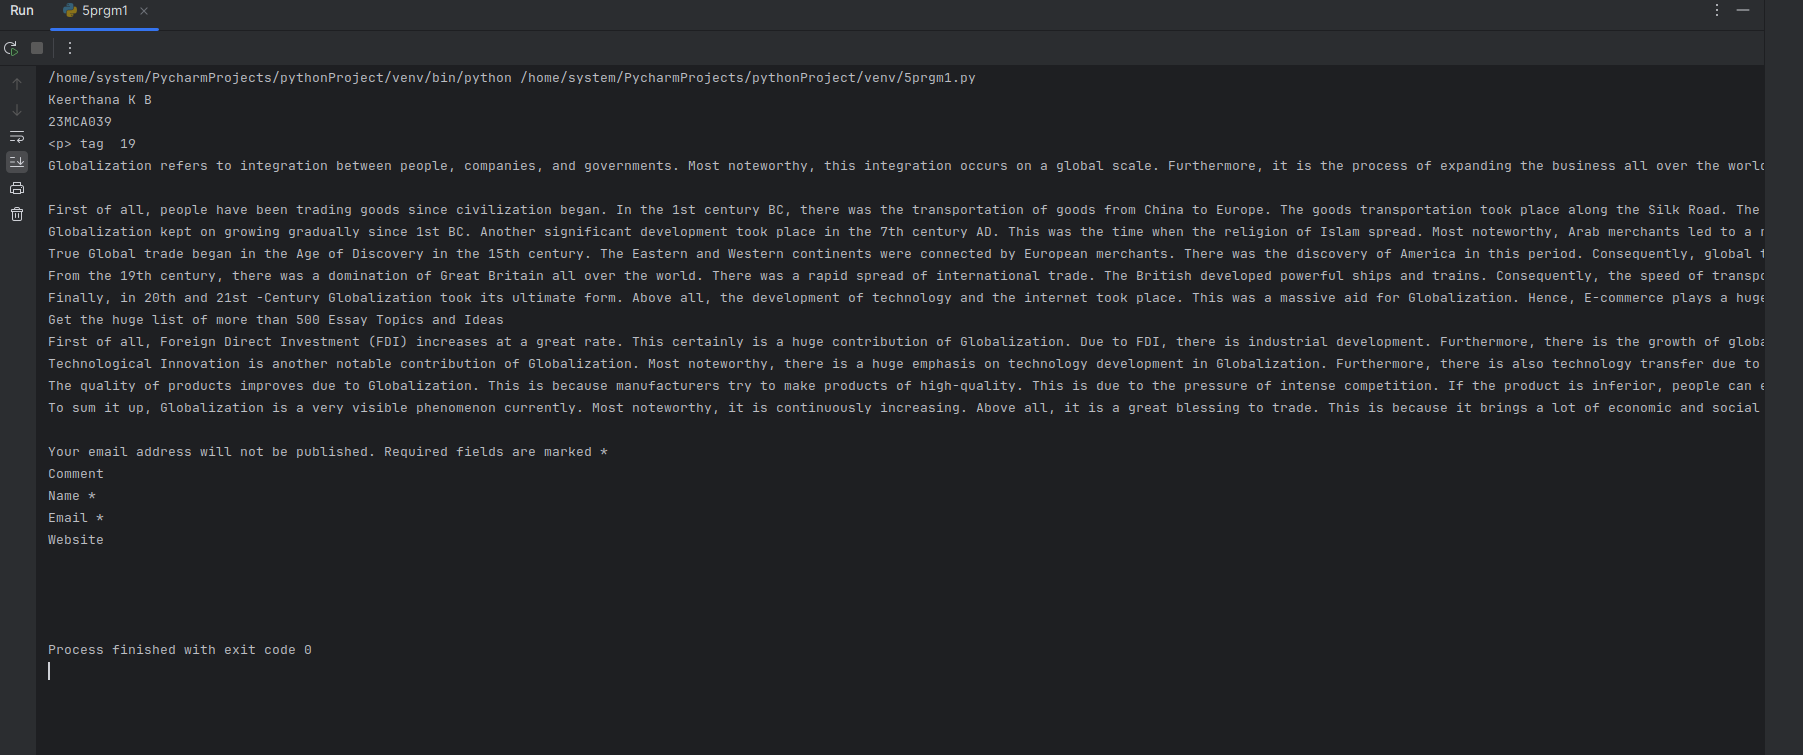 Run
5prgm1
/home/system/PycharmProjects/pythonProject/venv/bin/python /home/system/PycharmProjects/pythonProject/venv/5prgm1.py
Keerthana K B
23MCA039
<p> tag  19
Globalization refers to integration between people, companies, and governments. Most noteworthy, this integration occurs on a global scale. Furthermore, it is the process of expanding the business all over the world
First of all, people have been trading goods since civilization began. In the 1st century BC, there was the transportation of goods from China to Europe. The goods transportation took place along the Silk Road. The
Globalization kept on growing gradually since 1st BC. Another significant development took place in the 7th century AD. This was the time when the religion of Islam spread. Most noteworthy, Arab merchants led to a
True Global trade began in the Age of Discovery in the 15th century. The Eastern and Western continents were connected by European merchants. There was the discovery of America in this period. Consequently, global
From the 19th century, there was a domination of Great Britain all over the world. There was a rapid spread of international trade. The British developed powerful ships and trains. Consequently, the speed of transpo
Finally, in 20th and 21st -Century Globalization took its ultimate form. Above all, the development of technology and the internet took place. This was a massive aid for Globalization. Hence, E-commerce plays a huge
Get the huge list of more than 500 Essay Topics and Ideas
First of all, Foreign Direct Investment (FDI) increases at a great rate. This certainly is a huge contribution of Globalization. Due to FDI, there is industrial development. Furthermore, there is the growth of globa
Technological Innovation is another notable contribution of Globalization. Most noteworthy, there is a huge emphasis on technology development in Globalization. Furthermore, there is also technology transfer due to
The quality of products improves due to Globalization. This is because manufacturers try to make products of high-quality. This is due to the pressure of intense competition. If the product is inferior, people can
To sum it up, Globalization is a very visible phenomenon currently. Most noteworthy, it is continuously increasing. Above all, it is a great blessing to trade. This is because it brings a lot of economic and social
Your email address will not be published. Required fields are marked *
Comment
Name *
Email *
Website
Process finished with exit code 0